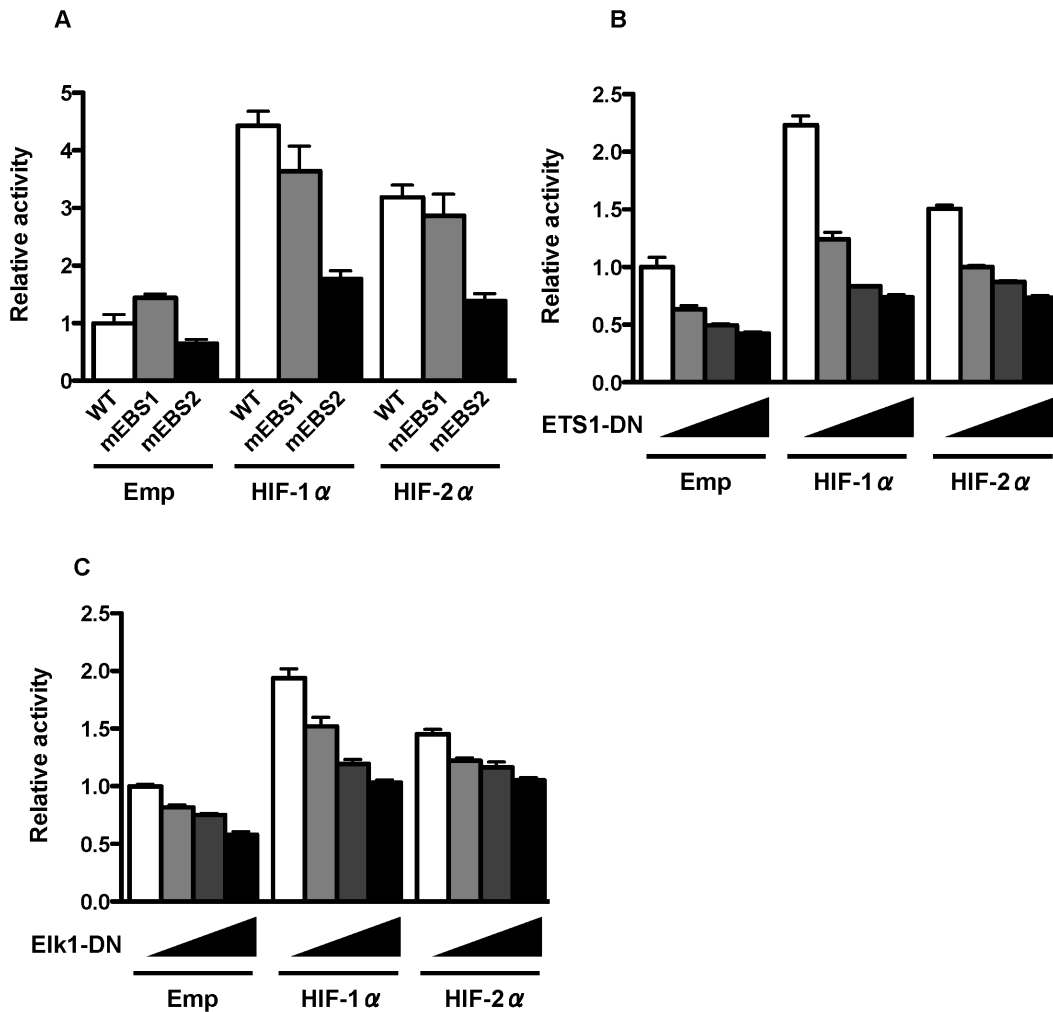 A
Relative activity
5
4
3
2
1
0
WT
mEBS1
mEBS2
WT
mEBS1
mEBS2
WT
mEBS1
mEBS2
Emp
HIF-1α
HIF-2α
B
Relative activity
2.5
2.0
1.5
1.0
0.5
0.0
ETS1-DN
Emp
HIF-1α
HIF-2α
C
Relative activity
2.5
2.0
1.5
1.0
0.5
0.0
Elk1-DN
Emp
HIF-1α
HIF-2α